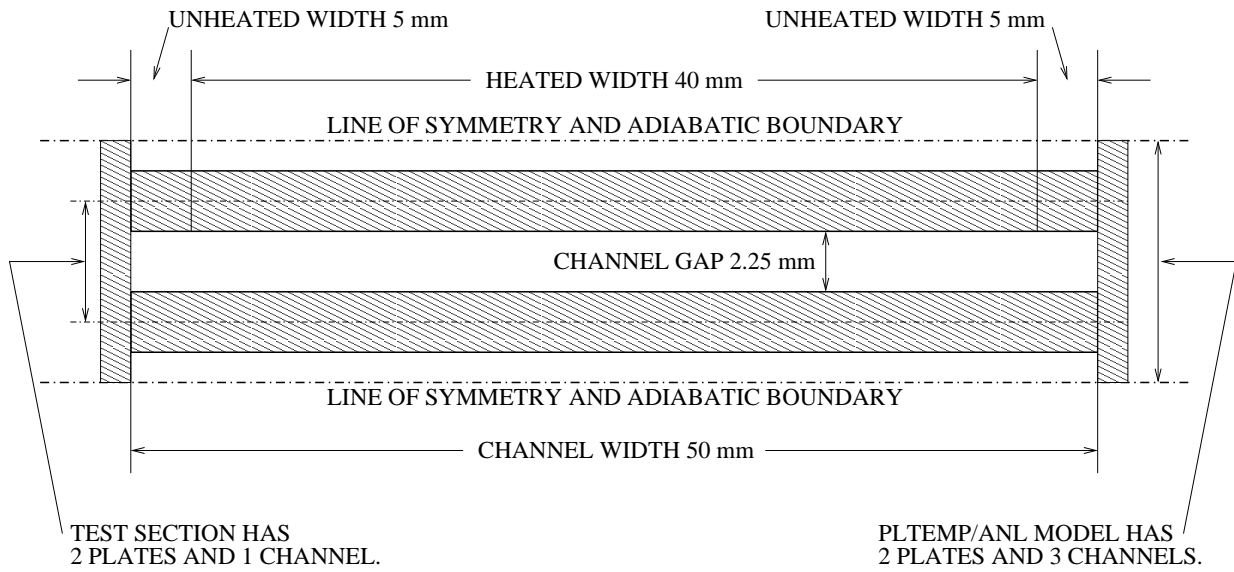 UNHEATED WIDTH 5 mm
UNHEATED WIDTH 5 mm
HEATED WIDTH 40 mm
LINE OF SYMMETRY AND ADIABATIC BOUNDARY
CHANNEL GAP 2.25 mm
LINE OF SYMMETRY AND ADIABATIC BOUNDARY
CHANNEL WIDTH 50 mm
TEST SECTION HAS
2 PLATES AND 1 CHANNEL.
PLTEMP/ANL MODEL HAS
2 PLATES AND 3 CHANNELS.